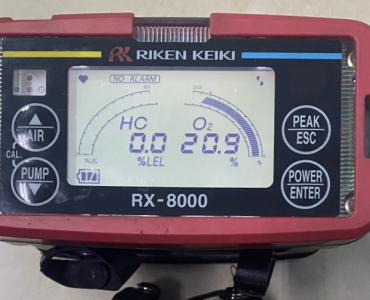 RIKEN KEIKI
NO ALARM
HC O₂
0.0 20.9
%LEL %
%LEL %
▲
AIR
CAL.
PUMP
▼
PEAK
ESC
POWER
ENTER
RX-8000